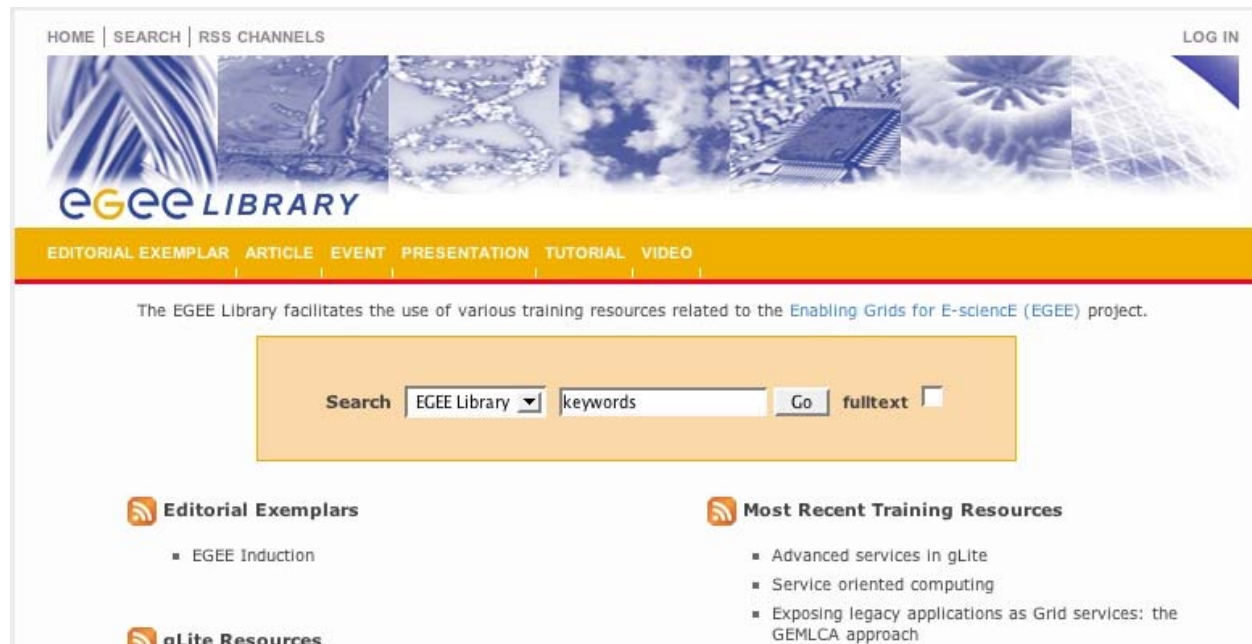 HOME | SEARCH | RSS CHANNELS
LOG IN
eGee LIBRARY
EDITORIAL EXEMPLAR ARTICLE EVENT PRESENTATION TUTORIAL VIDEO
The EGEE Library facilitates the use of various training resources related to the Enabling Grids for E-sciencE (EGEE) project.
Search EGEE Library keywords Go fulltext
Editorial Exemplars
▪ EGEE Induction
gLite Resources
Most Recent Training Resources
▪ Advanced services in gLite
▪ Service oriented computing
▪ Exposing legacy applications as Grid services: the
GEMLCA approach